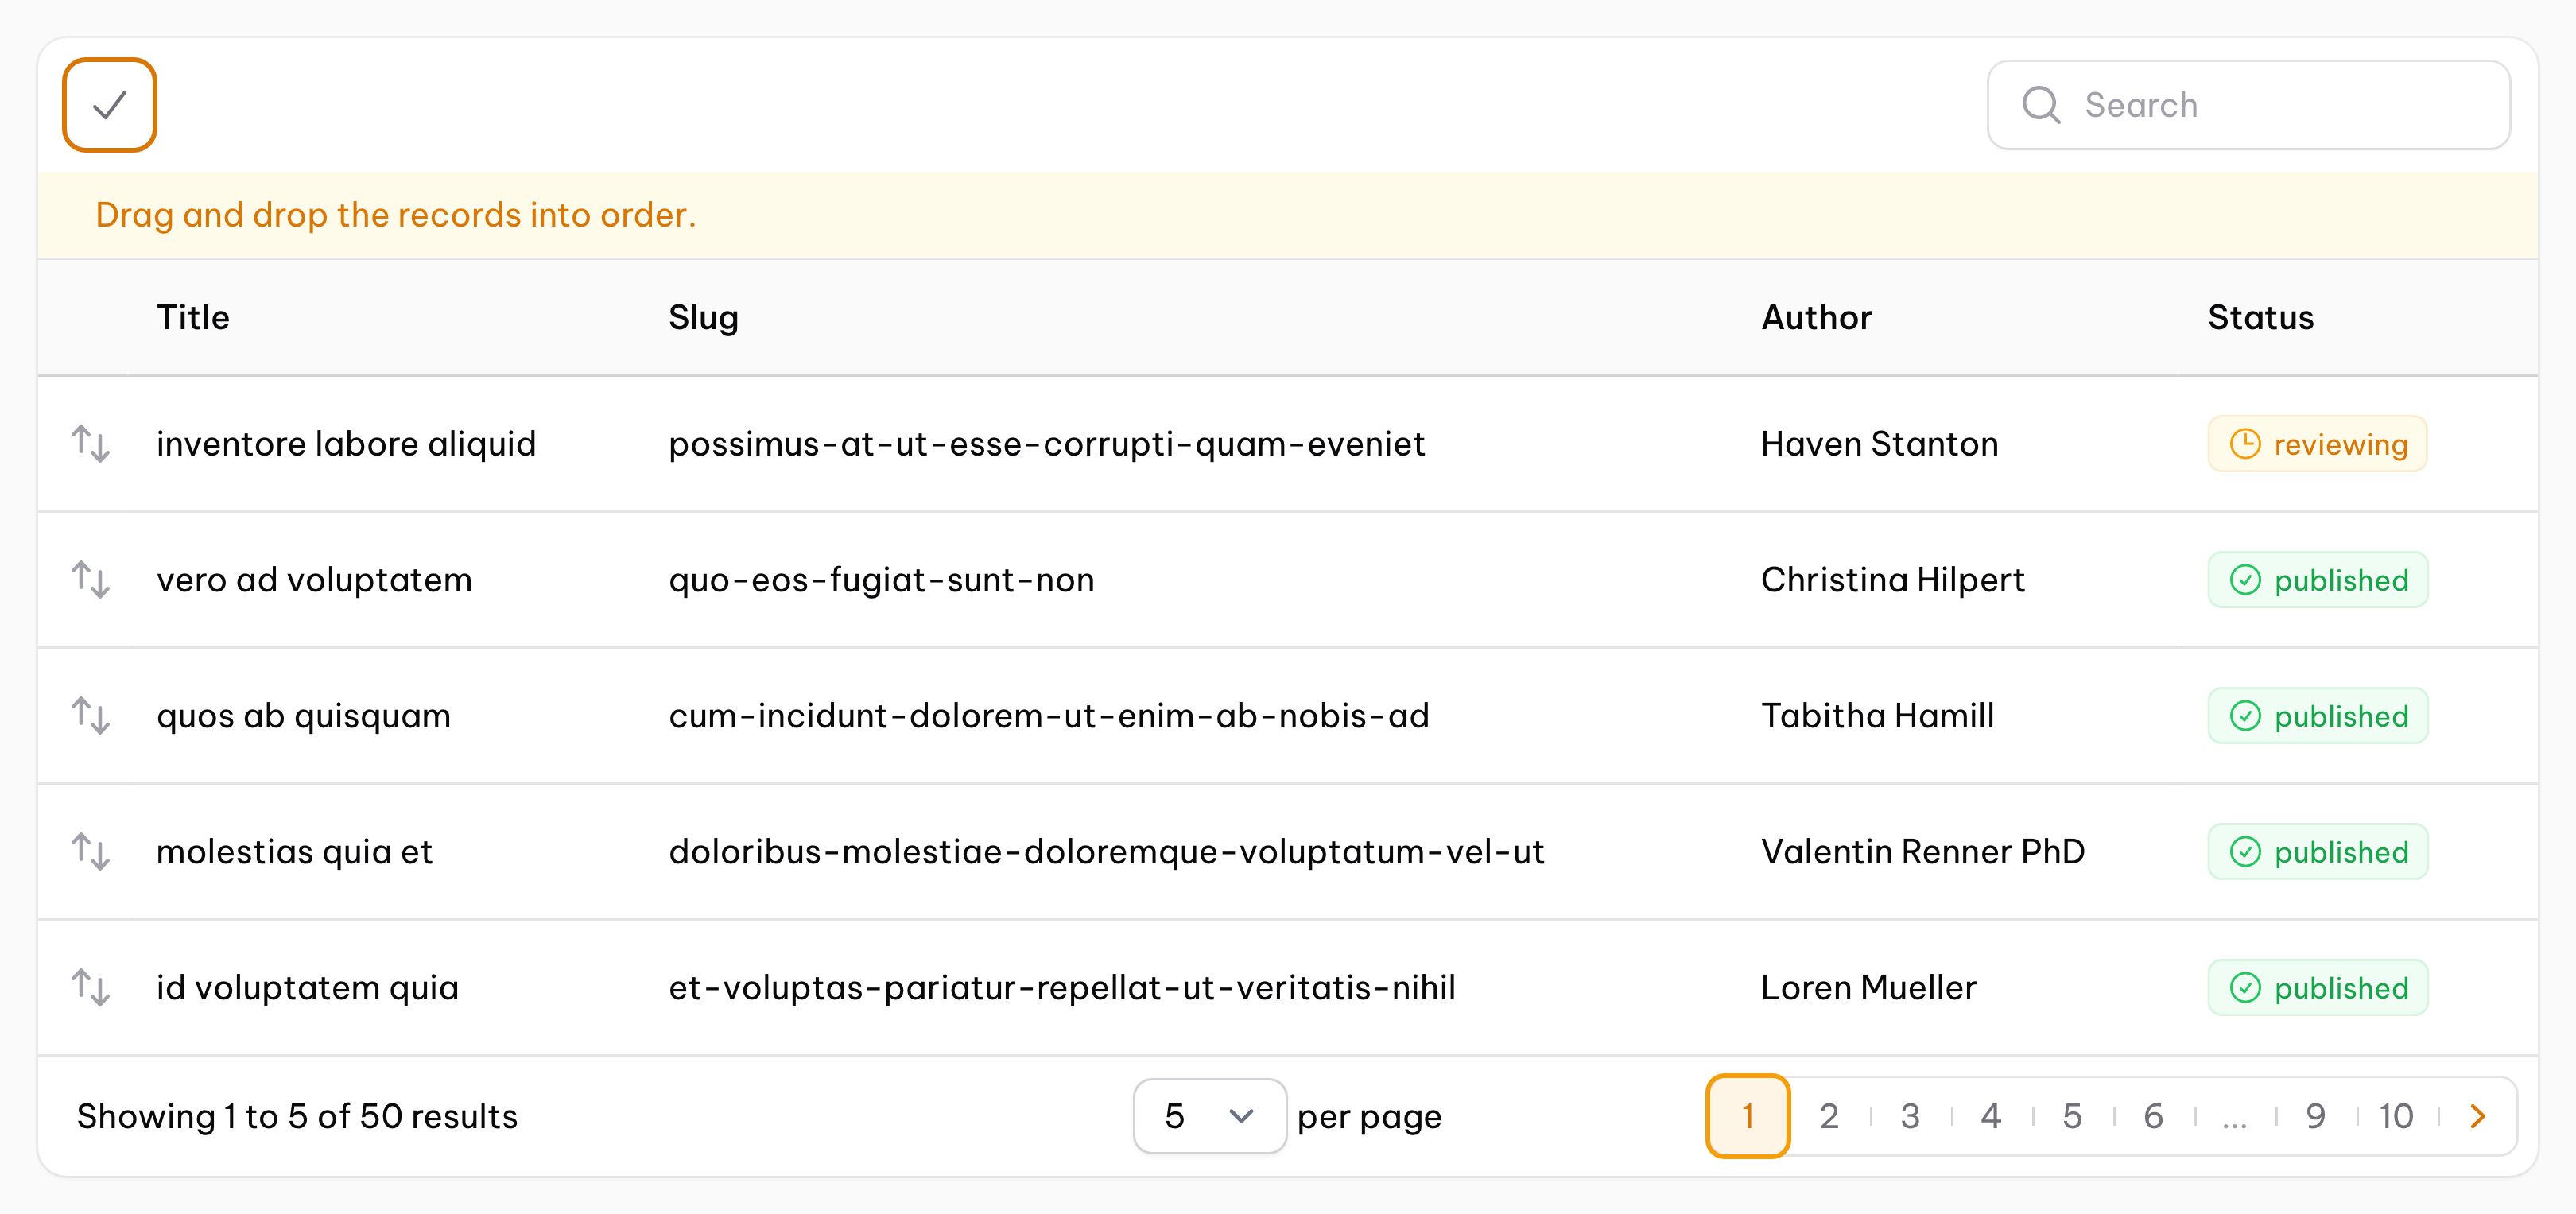 Search
Drag and drop the records into order.
Title Slug Author Status
inventore labore aliquid possimus-at-ut-esse-corrupti-quam-eveniet Haven Stanton reviewing
vero ad voluptatem quo-eos-fugiat-sunt-non Christina Hilpert published
quos ab quisquam cum-incidunt-dolorem-ut-enim-ab-nobis-ad Tabitha Hamill published
molestias quia et doloribus-molestiae-doloremque-voluptatum-vel-ut Valentin Renner PhD published
id voluptatem quia et-voluptas-pariatur-repellat-ut-veritatis-nihil Loren Mueller published
Showing 1 to 5 of 50 results 5 per page 1 2 3 4 5 6 ... 9 10